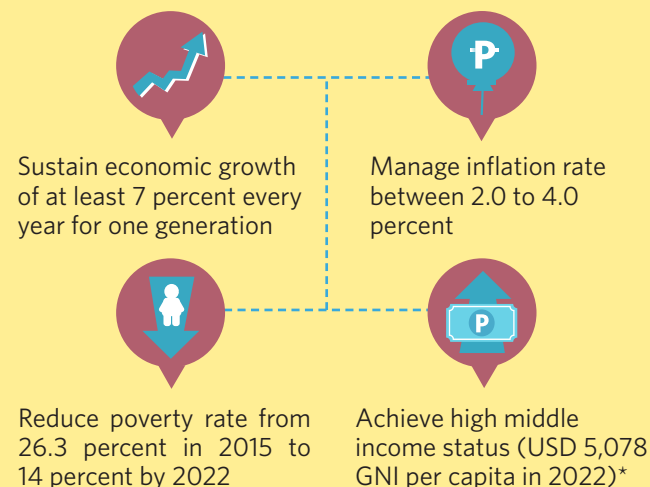 Sustain economic growth
of at least 7 percent every
year for one generation
Manage inflation rate
between 2.0 to 4.0
percent
Reduce poverty rate from
26.3 percent in 2015 to
14 percent by 2022
Achieve high middle
income status (USD 5,078
GNI per capita in 2022)*
P
P